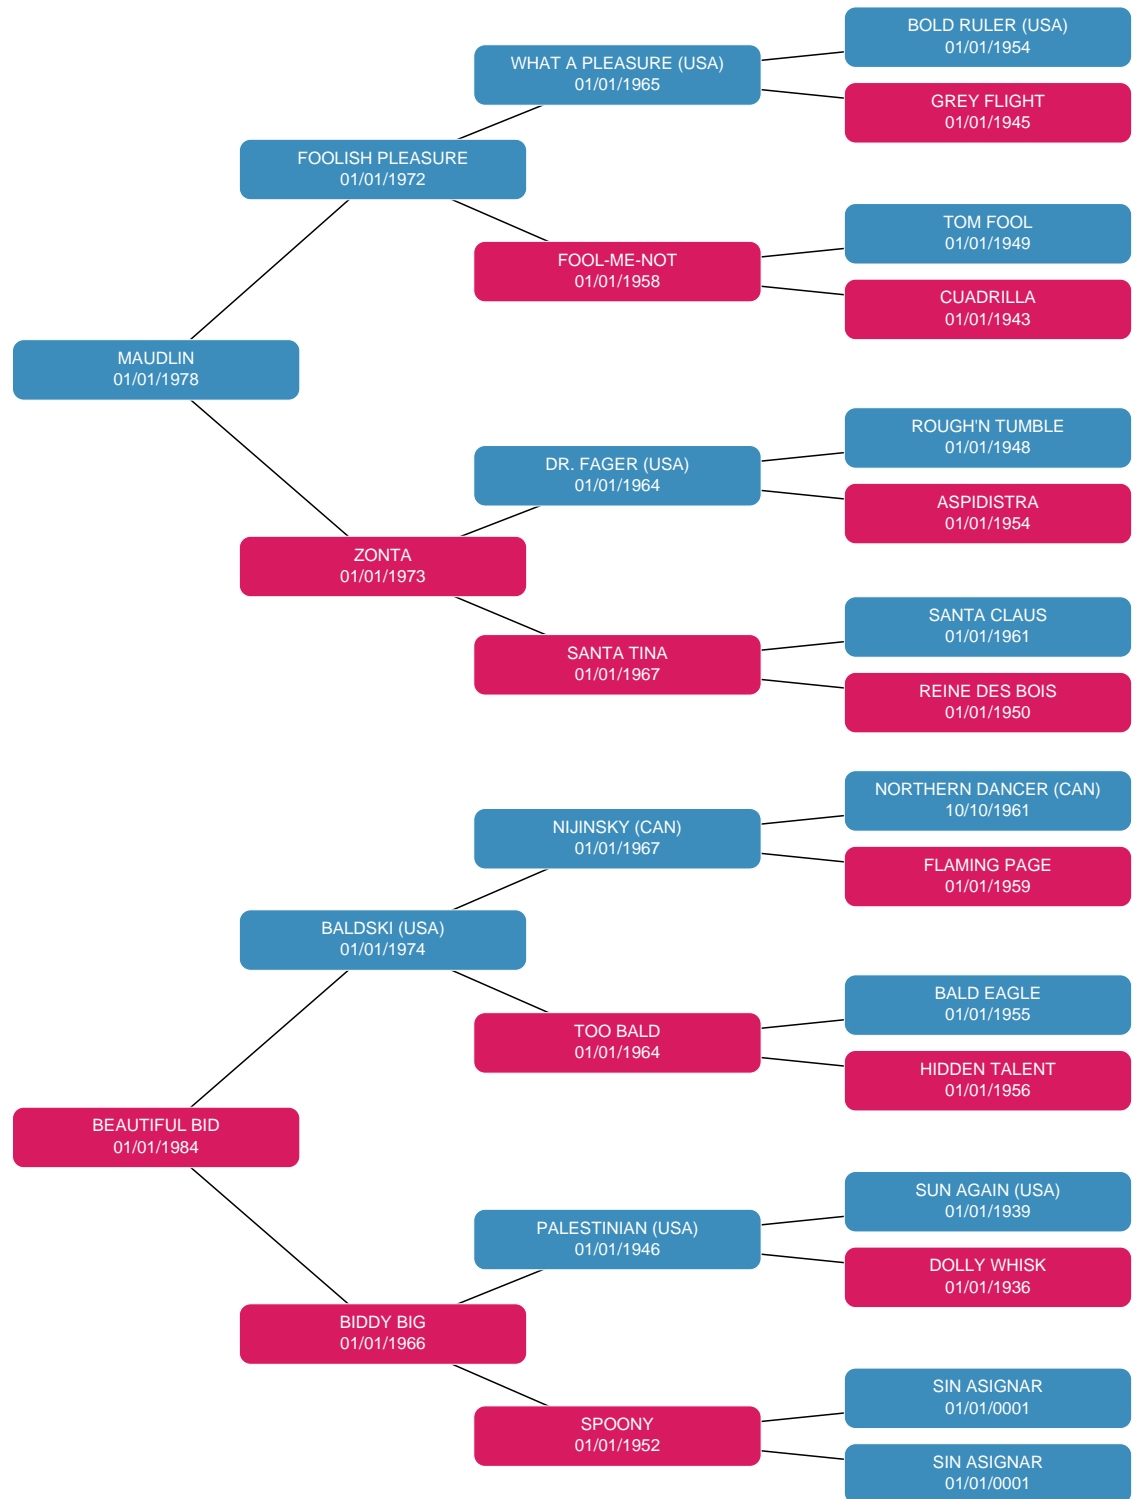 BOLD RULER (USA)
01/01/1954
WHAT A PLEASURE (USA)
01/01/1965
GREY FLIGHT
01/01/1945
FOOLISH PLEASURE
01/01/1972
TOM FOOL
01/01/1949
FOOL-ME-NOT
01/01/1958
CUADRILLA
01/01/1943
MAUDLIN
01/01/1978
ROUGH'N TUMBLE
01/01/1948
DR. FAGER (USA)
01/01/1964
ASPIDISTRA
01/01/1954
ZONTA
01/01/1973
SANTA CLAUS
01/01/1961
SANTA TINA
01/01/1967
REINE DES BOIS
01/01/1950
NORTHERN DANCER (CAN)
10/10/1961
NIJINSKY (CAN)
01/01/1967
FLAMING PAGE
01/01/1959
BALDSKI (USA)
01/01/1974
BALD EAGLE
01/01/1955
TOO BALD
01/01/1964
HIDDEN TALENT
01/01/1956
BEAUTIFUL BID
01/01/1984
SUN AGAIN (USA)
01/01/1939
PALESTINIAN (USA)
01/01/1946
DOLLY WHISK
01/01/1936
BIDDY BIG
01/01/1966
SIN ASIGNAR
01/01/0001
SPOONY
01/01/1952
SIN ASIGNAR
01/01/0001